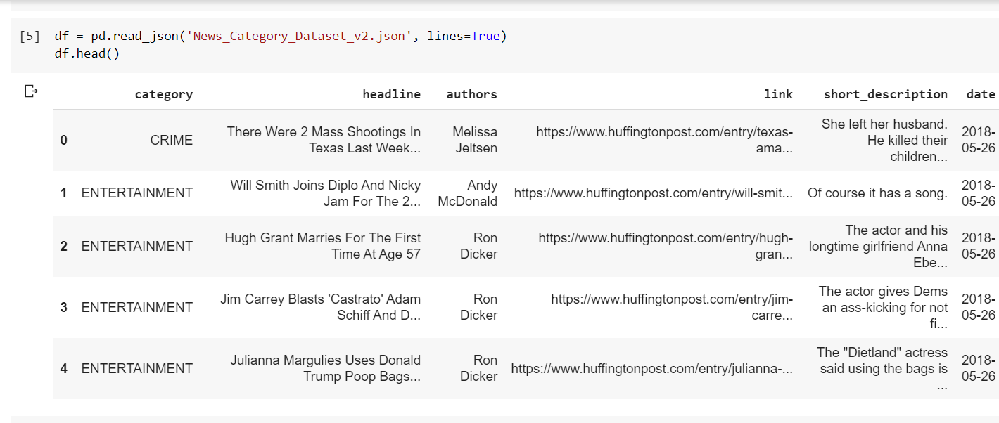 [5] df = pd.read_json('News_Category_Dataset_v2.json', lines=True)
df.head()
category headline authors link short_description date
0 CRIME There Were 2 Mass Shootings In Texas Last Week... Melissa Jeltsen https://www.huffingtonpost.com/entry/texas-ama... She left her husband. He killed their children... 2018-05-26
1 ENTERTAINMENT Will Smith Joins Diplo And Nicky Jam For The 2... Andy McDonald https://www.huffingtonpost.com/entry/will-smit... Of course it has a song. 2018-05-26
2 ENTERTAINMENT Hugh Grant Marries For The First Time At Age 57 Ron Dicker https://www.huffingtonpost.com/entry/hugh-gran... The actor and his longtime girlfriend Anna Ebe... 2018-05-26
3 ENTERTAINMENT Jim Carrey Blasts 'Castrato' Adam Schiff And D... Ron Dicker https://www.huffingtonpost.com/entry/jim-carre... The actor gives Dems an ass-kicking for not fi... 2018-05-26
4 ENTERTAINMENT Julianna Margulies Uses Donald Trump Poop Bags... Ron Dicker https://www.huffingtonpost.com/entry/julianna-... The "Dietland" actress said using the bags is ... 2018-05-26